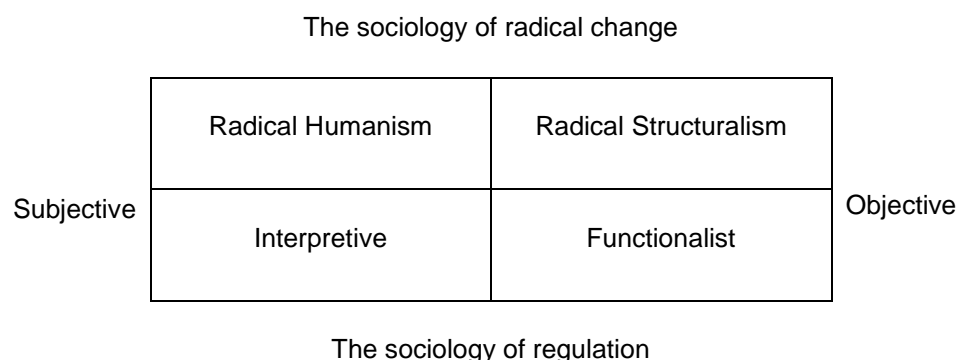 The sociology of radical change
Radical Humanism Radical Structuralism
Subjective Objective
Interpretive Functionalist
The sociology of regulation